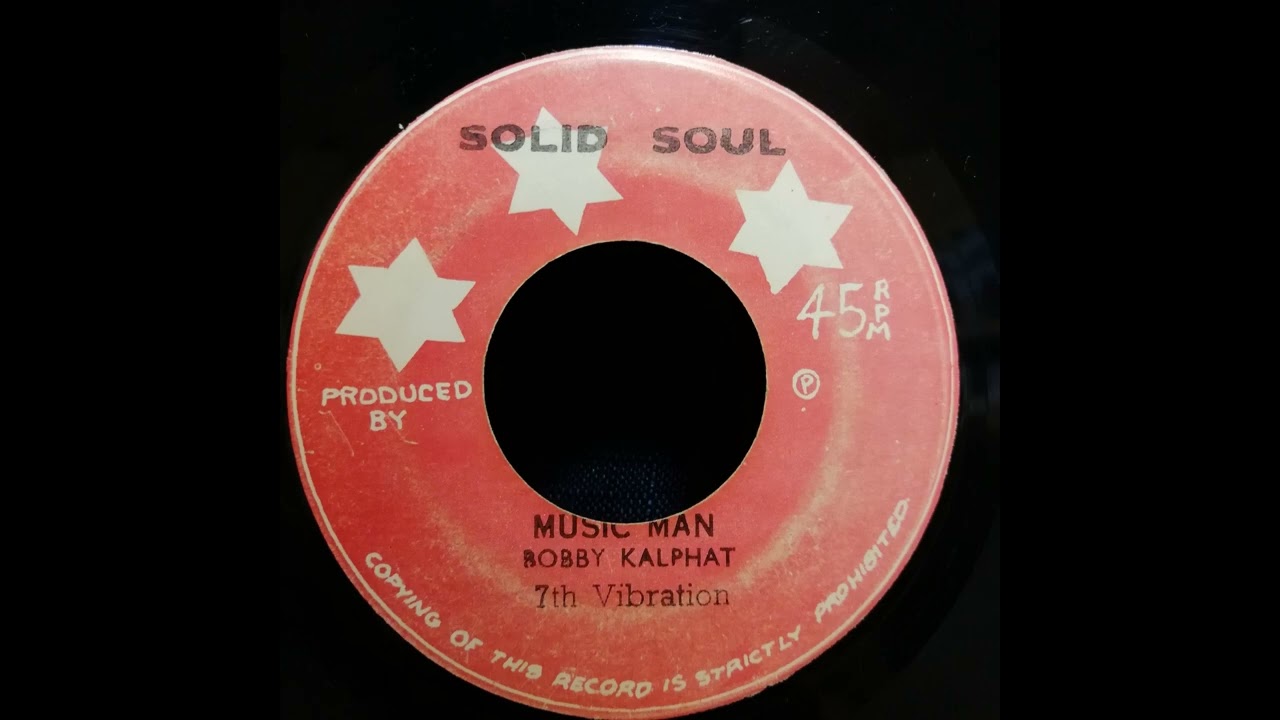 SOLID SOUL
45 RPM
PRODUCED
BY
Ⓟ
MUSIC MAN
BOBBY KALPHAT
7th Vibration
COPYING OF THIS RECORD IS STRICTLY PROHIBITED.